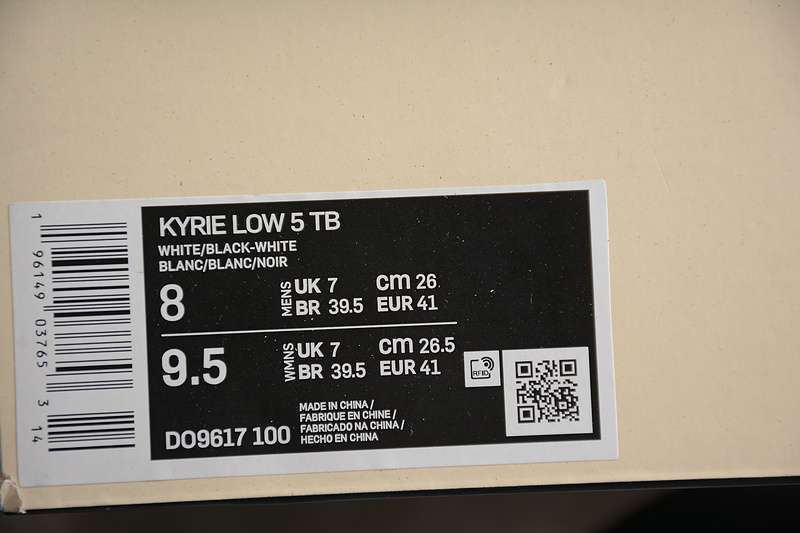 KYRIE LOW 5 TB
WHITE/BLACK-WHITE
BLANC/BLANC/NOIR
8 MENS UK 7 cm 26
BR 39.5 EUR 41
9.5 WMNS UK 7 cm 26.5
BR 39.5 EUR 41
RFID
MADE IN CHINA /
FABRIQUE EN CHINE /
FABRICADO NA CHINA /
HECHO EN CHINA
DO9617 100
1 96149 03765 3 14